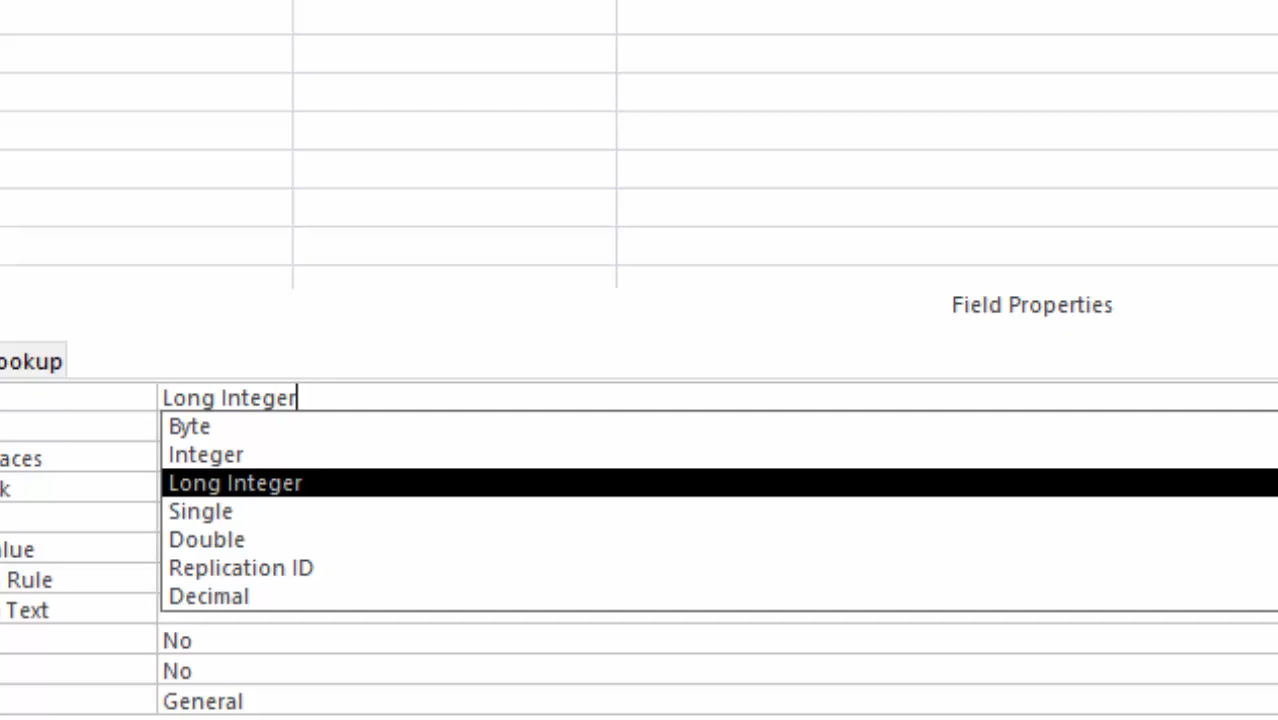 Field Properties
ookup
Long Integer
Byte
Integer
aces
Long Integer
k
Single
Double
alue
Replication ID
Rule
Decimal
Text
No
No
General